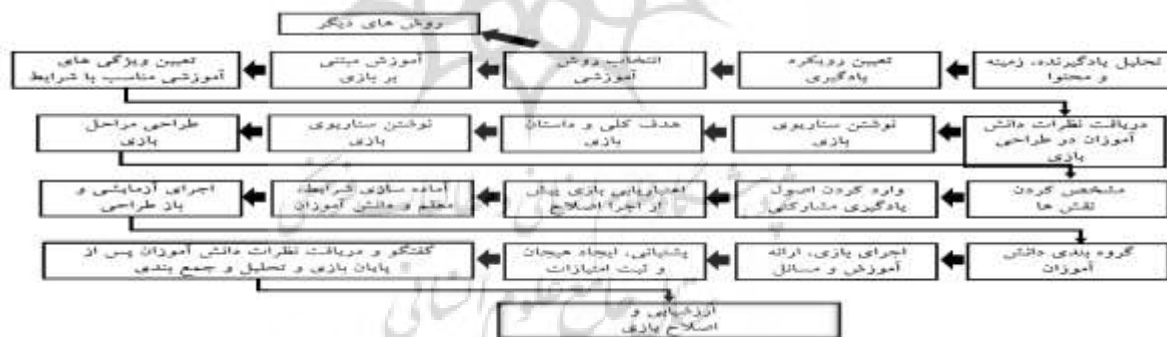 روش های دیگر
تحلیل یادگیرنده، زمینه
و محتوا
تعیین رویکرد
یادگیری
انتخاب روش
آموزشی
آموزش مبتنی
بر بازی
تعیین ویژگی های
آموزشی مناسب با شرایط
دریافت نظرات دانش
آموزان در طراحی
بازی
نوشتن سناریوی
بازی
هدف کلی و داستان
بازی
نوشتن سناریوی
بازی
طراحی مراحل
بازی
مشخص کردن
نقش ها
وارد کردن اصول
یادگیری مشارکتی
اعتباریابی بازی پیش
از اجرا اصلاح
آماده سازی شرایط،
معلم و دانش آموزان
اجرای آزمایشی و
باز طراحی
گروه بندی دانش
آموزان
اجرای بازی، ارائه
آموزش و مسائل
پشتیبانی، ایجاد هیجان
و ثبت امتیازات
گفتگو و دریافت نظرات دانش آموزان پس از
پایان بازی و تحلیل و جمع بندی
ارزشیابی و
اصلاح بازی